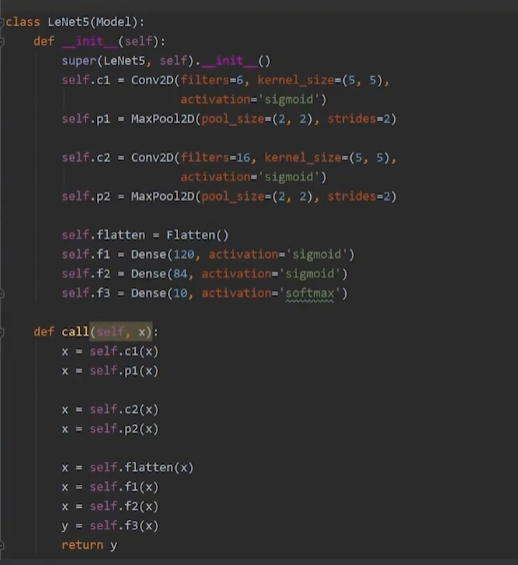 class LeNet5(Model):
    def __init__(self):
        super(LeNet5, self).__init__()
        self.c1 = Conv2D(filters=6, kernel_size=(5, 5),
                         activation='sigmoid')
        self.p1 = MaxPool2D(pool_size=(2, 2), strides=2)

        self.c2 = Conv2D(filters=16, kernel_size=(5, 5),
                         activation='sigmoid')
        self.p2 = MaxPool2D(pool_size=(2, 2), strides=2)

        self.flatten = Flatten()
        self.f1 = Dense(120, activation='sigmoid')
        self.f2 = Dense(84, activation='sigmoid')
        self.f3 = Dense(10, activation='softmax')

    def call(self, x):
        x = self.c1(x)
        x = self.p1(x)

        x = self.c2(x)
        x = self.p2(x)

        x = self.flatten(x)
        x = self.f1(x)
        x = self.f2(x)
        y = self.f3(x)
        return y